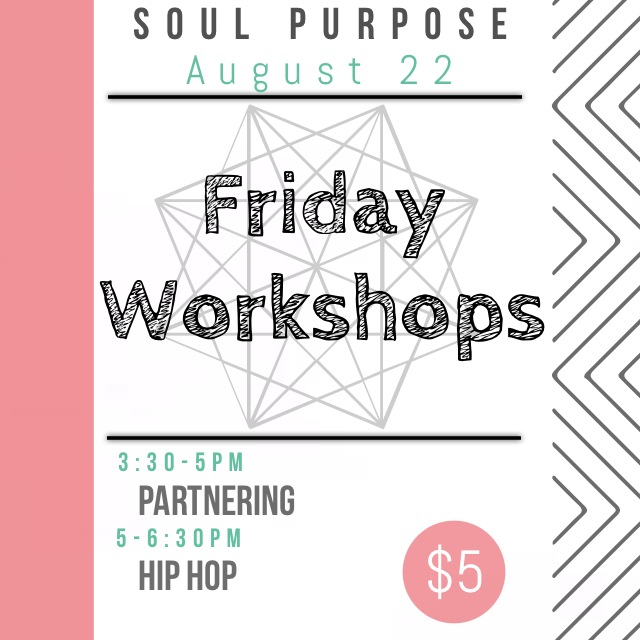 SOUL PURPOSE
August 22
Friday
Workshops
3:30-5PM
PARTNERING
5-6:30PM
HIP HOP
$5